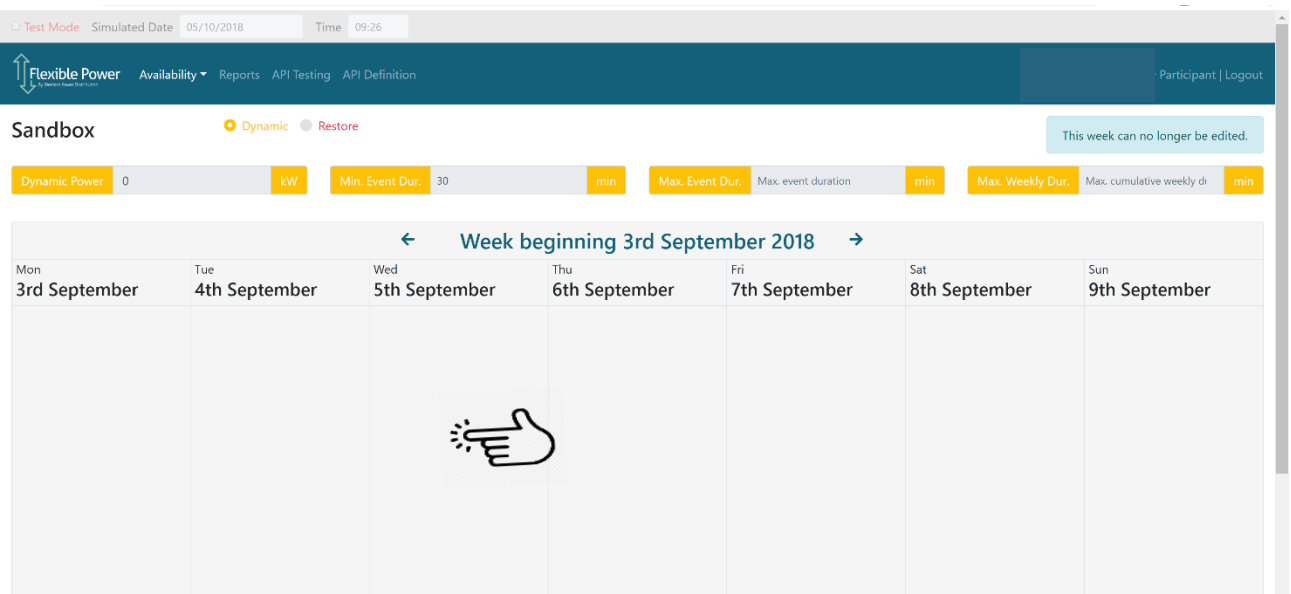 Test Mode Simulated Date 05/10/2018 Time 09:26
Flexible Power Availability Reports API Testing API Definition Participant | Logout
By Western Power Distribution
Sandbox Dynamic Restore This week can no longer be edited.
Dynamic Power 0 kW Min. Event Dur. 30 min Max. Event Dur. Max. event duration min Max. Weekly Dur. Max. cumulative weekly d min
Week beginning 3rd September 2018
Mon Tue Wed Thu Fri Sat Sun
3rd September 4th September 5th September 6th September 7th September 8th September 9th September